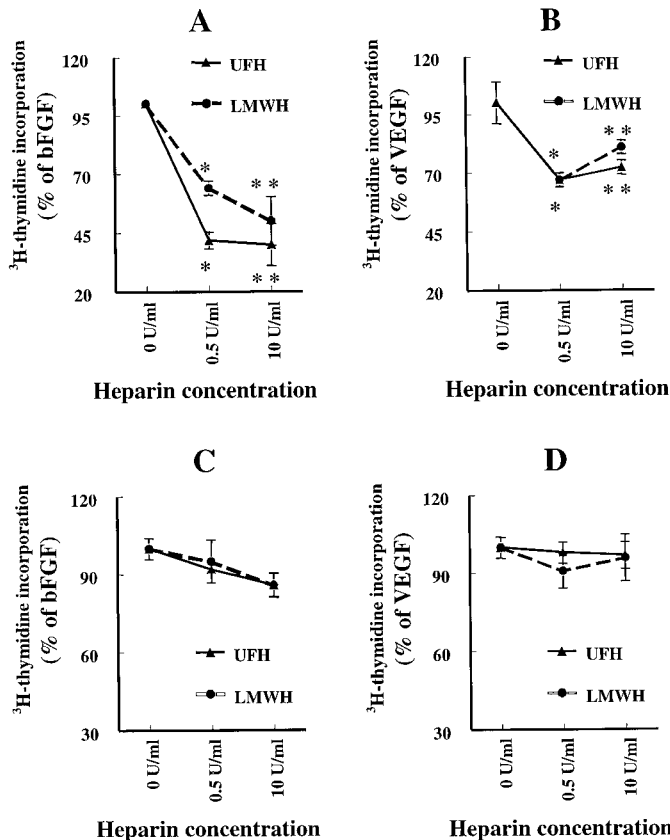 A
³H-thymidine incorporation
(% of bFGF)
120
95
70
45
20
UFH
LMWH
*
* *
*
* *
0 U/ml
0.5 U/ml
10 U/ml
Heparin concentration
B
³H-thymidine incorporation
(% of VEGF)
120
95
70
45
20
UFH
LMWH
*
* *
*
* *
0 U/ml
0.5 U/ml
10 U/ml
Heparin concentration
C
³H-thymidine incorporation
(% of bFGF)
120
90
60
30
UFH
LMWH
0 U/ml
0.5 U/ml
10 U/ml
Heparin concentration
D
³H-thymidine incorporation
(% of VEGF)
120
90
60
30
UFH
LMWH
0 U/ml
0.5 U/ml
10 U/ml
Heparin concentration